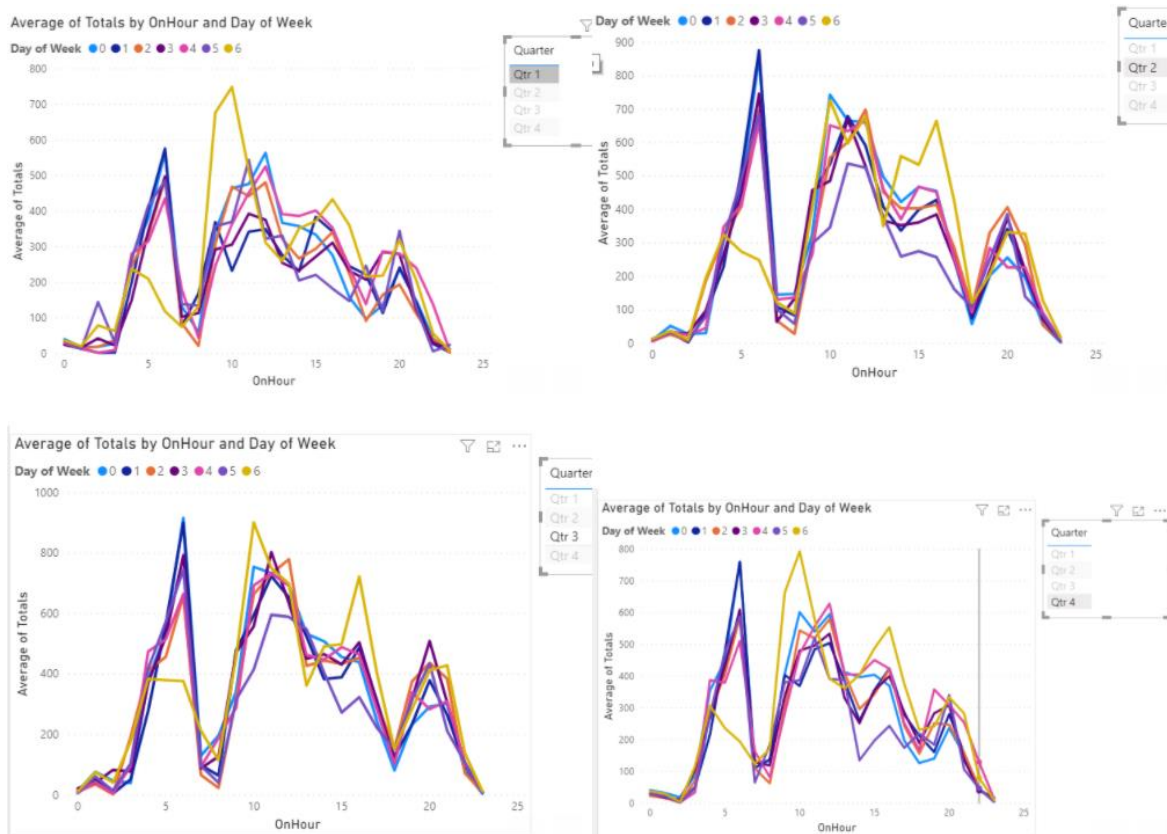 Average of Totals by OnHour and Day of Week
Day of Week 0 1 2 3 4 5 6
800
700
600
500
400
300
200
100
0
Average of Totals
0 5 10 15 20 25
OnHour
Quarter
Qtr 1
Qtr 2
Qtr 3
Qtr 4
Day of Week 0 1 2 3 4 5 6
900
800
700
600
500
400
300
200
100
0
Average of Totals
0 5 10 15 20 25
OnHour
Quarter
Qtr 1
Qtr 2
Qtr 3
Qtr 4
Average of Totals by OnHour and Day of Week
Day of Week 0 1 2 3 4 5 6
1000
800
600
400
200
0
Average of Totals
0 5 10 15 20 25
OnHour
Quarter
Qtr 1
Qtr 2
Qtr 3
Qtr 4
Average of Totals by OnHour and Day of Week
Day of Week 0 1 2 3 4 5 6
800
700
600
500
400
300
200
100
0
Average of Totals
0 5 10 15 20 25
OnHour
Quarter
Qtr 1
Qtr 2
Qtr 3
Qtr 4